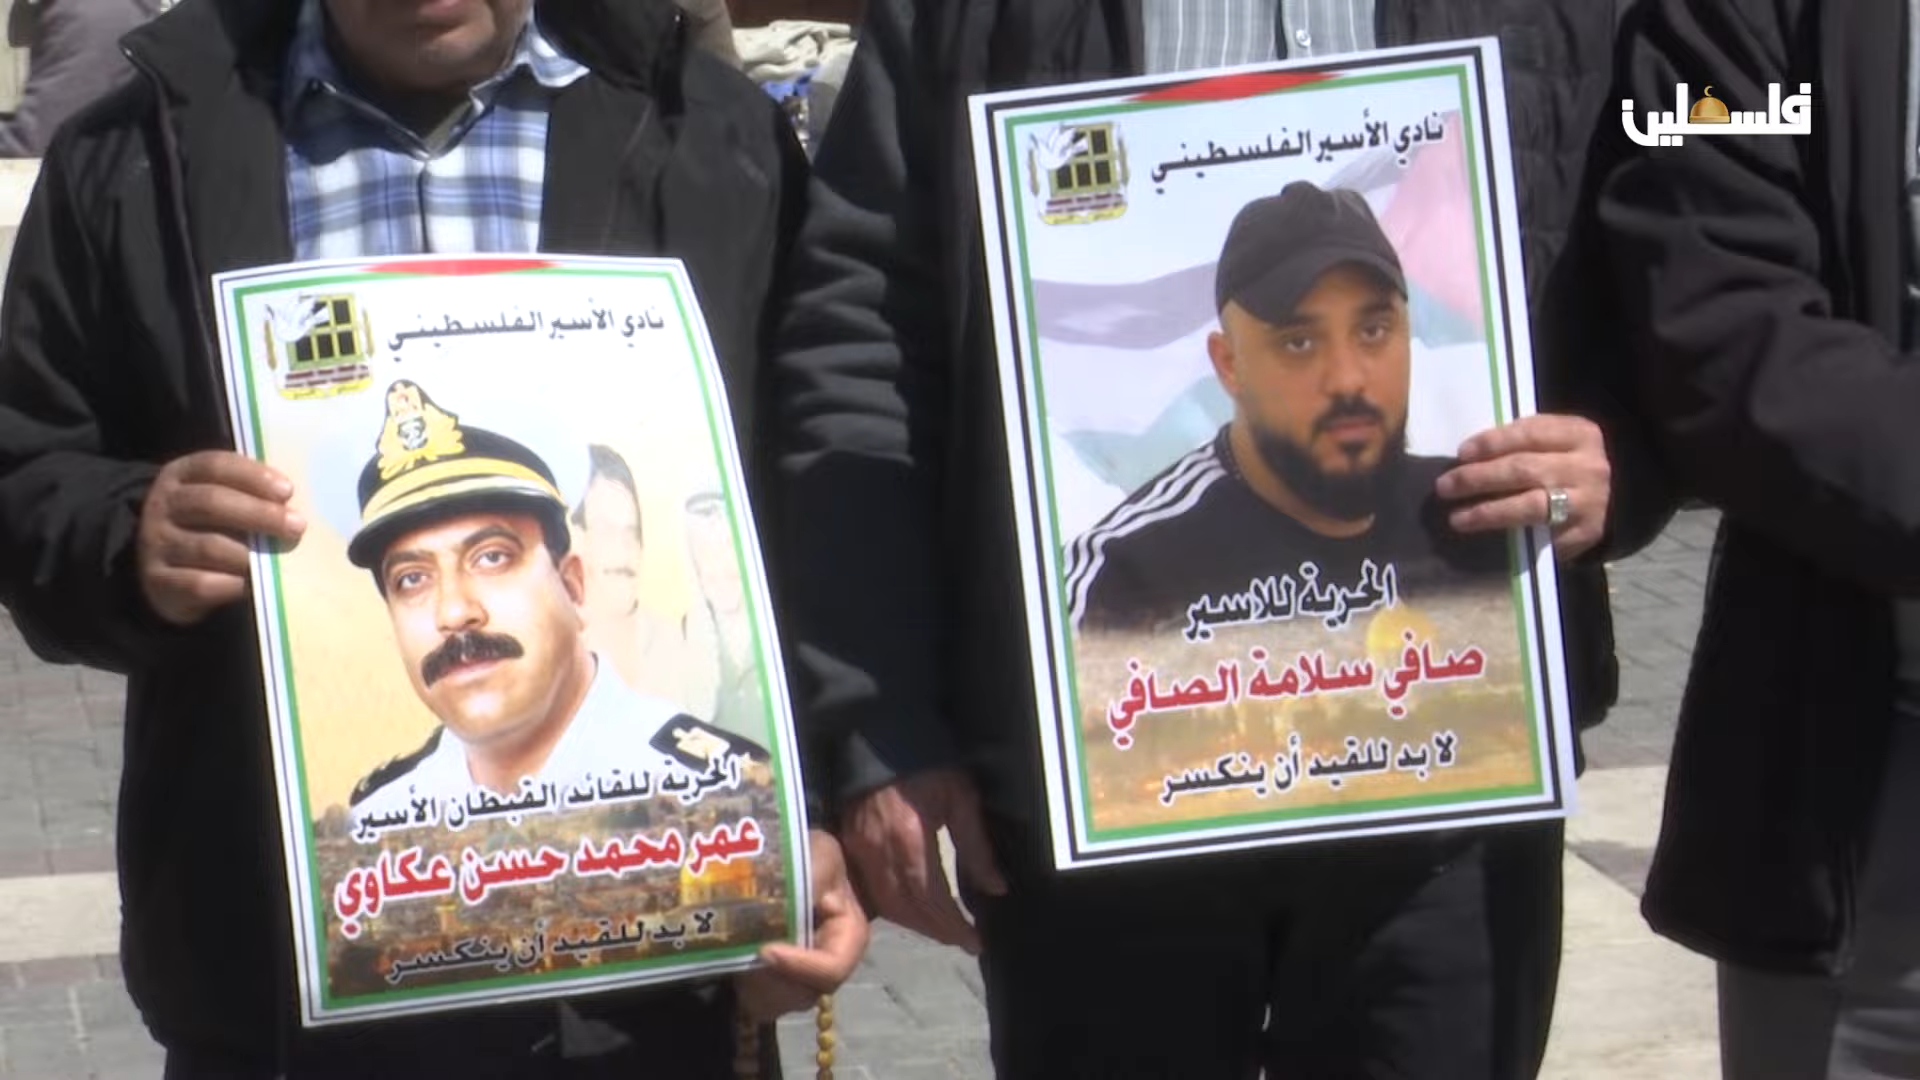 فلسطين
نادي الأسير الفلسطيني
الحرية للاسير
صافي سلامة الصافي
لا بد للقيد أن ينكسر
نادي الأسير الفلسطيني
الحرية للقائد القبطان الأسير
عمر محمد حسن عكاوي
لا بد للقيد أن ينكسر